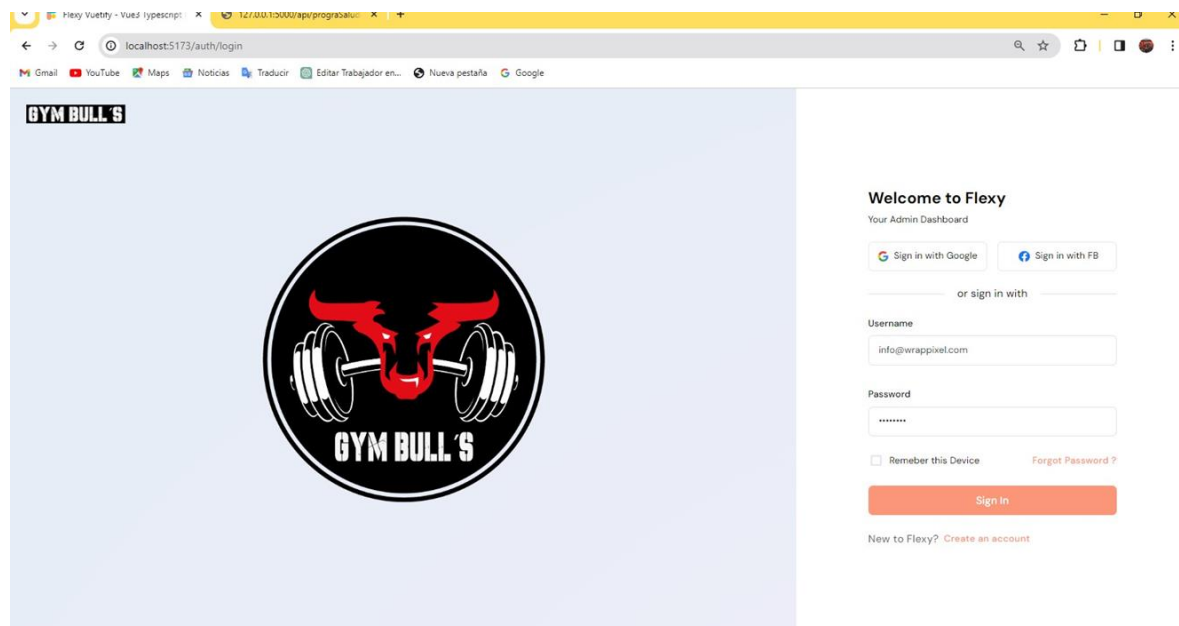 Flexy Vuetify - Vue3 Typescript
127.0.0.1:5000/api/prograSalud
localhost:5173/auth/login
Gmail YouTube Maps Noticias Traducir Editar Trabajador en... Nueva pestaña Google
GYM BULL´S
GYM BULL´S
Welcome to Flexy
Your Admin Dashboard
Sign in with Google Sign in with FB
or sign in with
Username
info@wrappixel.com
Password
••••••••
Remeber this Device Forgot Password ?
Sign In
New to Flexy? Create an account